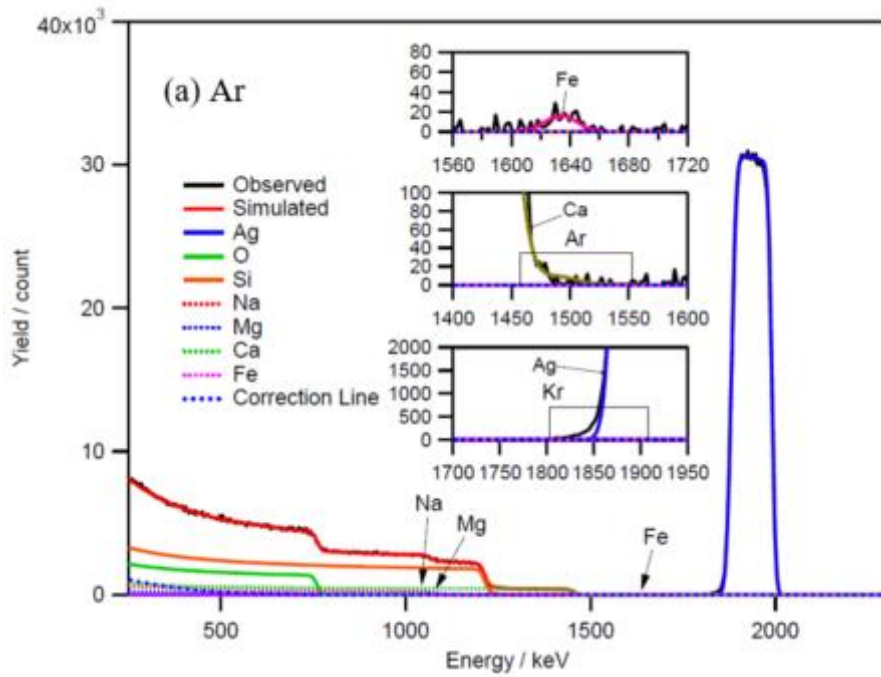 40x10³
30
20
10
0
Yield / count
500
1000
1500
2000
Energy / keV
(a) Ar
Observed
Simulated
Ag
O
Si
Na
Mg
Ca
Fe
Correction Line
Na
Mg
Fe
80
60
40
20
0
Fe
1560
1600
1640
1680
1720
100
80
60
40
20
0
Ca
Ar
1400
1450
1500
1550
1600
2000
1500
1000
500
0
Ag
Kr
1700
1750
1800
1850
1900
1950